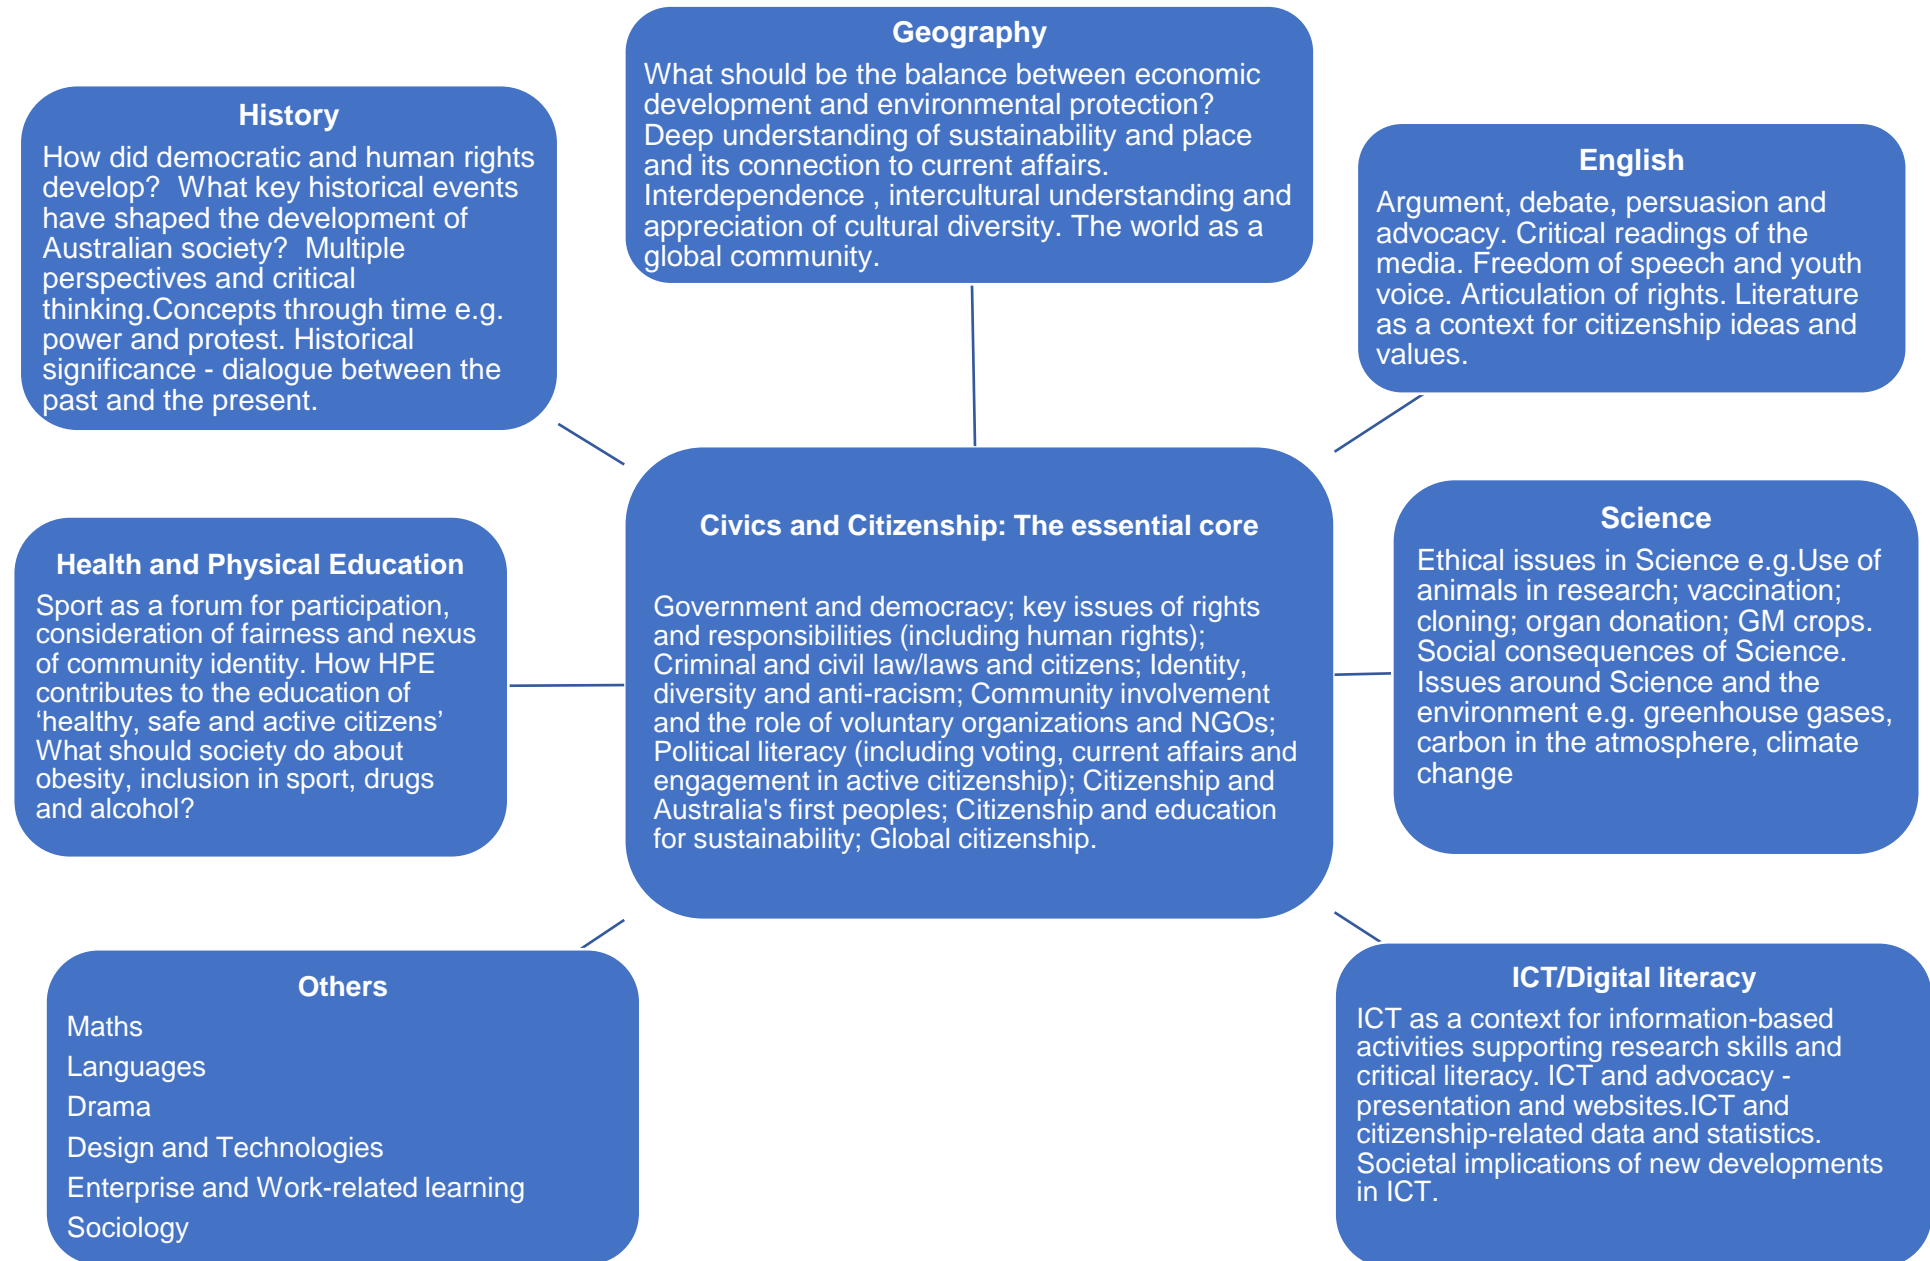 Geography
What should be the balance between economic
development and environmental protection?
Deep understanding of sustainability and place
and its connection to current affairs.
Interdependence , intercultural understanding and
appreciation of cultural diversity. The world as a
global community.
History
How did democratic and human rights
develop?  What key historical events
have shaped the development of
Australian society?  Multiple
perspectives and critical
thinking.Concepts through time e.g.
power and protest. Historical
significance - dialogue between the
past and the present.
English
Argument, debate, persuasion and
advocacy. Critical readings of the
media. Freedom of speech and youth
voice. Articulation of rights. Literature
as a context for citizenship ideas and
values.
Civics and Citizenship: The essential core
Government and democracy; key issues of rights
and responsibilities (including human rights);
Criminal and civil law/laws and citizens; Identity,
diversity and anti-racism; Community involvement
and the role of voluntary organizations and NGOs;
Political literacy (including voting, current affairs and
engagement in active citizenship); Citizenship and
Australia's first peoples; Citizenship and education
for sustainability; Global citizenship.
Science
Ethical issues in Science e.g.Use of
animals in research; vaccination;
cloning; organ donation; GM crops.
Social consequences of Science.
Issues around Science and the
environment e.g. greenhouse gases,
carbon in the atmosphere, climate
change
Health and Physical Education
Sport as a forum for participation,
consideration of fairness and nexus
of community identity. How HPE
contributes to the education of
‘healthy, safe and active citizens’
What should society do about
obesity, inclusion in sport, drugs
and alcohol?
Others
Maths
Languages
Drama
Design and Technologies
Enterprise and Work-related learning
Sociology
ICT/Digital literacy
ICT as a context for information-based
activities supporting research skills and
critical literacy. ICT and advocacy -
presentation and websites.ICT and
citizenship-related data and statistics.
Societal implications of new developments
in ICT.